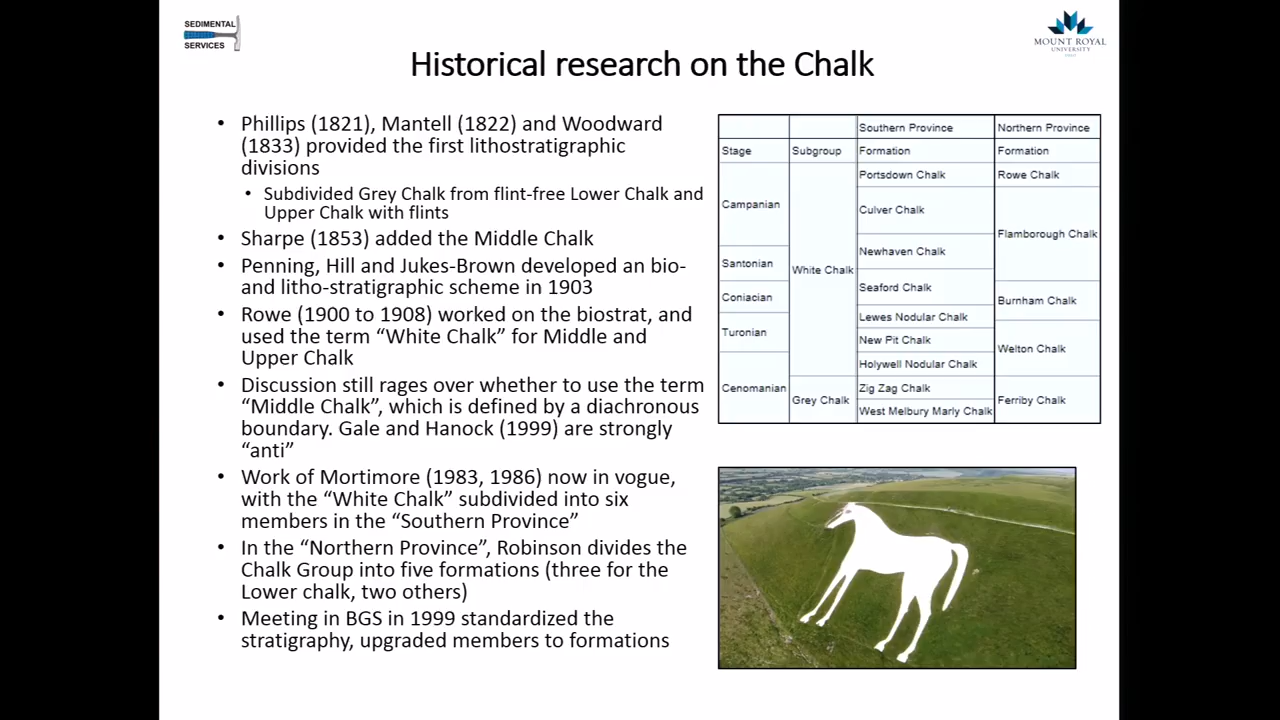 SEDIMENTAL
SERVICES
MOUNT ROYAL
UNIVERSITY
Historical research on the Chalk
• Phillips (1821), Mantell (1822) and Woodward
(1833) provided the first lithostratigraphic
divisions
• Subdivided Grey Chalk from flint-free Lower Chalk and
Upper Chalk with flints
• Sharpe (1853) added the Middle Chalk
• Penning, Hill and Jukes-Brown developed an bio-
and litho-stratigraphic scheme in 1903
• Rowe (1900 to 1908) worked on the biostrat, and
used the term “White Chalk” for Middle and
Upper Chalk
• Discussion still rages over whether to use the term
“Middle Chalk”, which is defined by a diachronous
boundary. Gale and Hanock (1999) are strongly
“anti”
• Work of Mortimore (1983, 1986) now in vogue,
with the “White Chalk” subdivided into six
members in the “Southern Province”
• In the “Northern Province”, Robinson divides the
Chalk Group into five formations (three for the
Lower chalk, two others)
• Meeting in BGS in 1999 standardized the
stratigraphy, upgraded members to formations
Southern Province Northern Province
Stage Subgroup Formation Formation
Portsdown Chalk Rowe Chalk
Campanian
Culver Chalk
Flamborough Chalk
Newhaven Chalk
Santonian
White Chalk
Seaford Chalk
Coniacian
Burnham Chalk
Lewes Nodular Chalk
Turonian
New Pit Chalk
Welton Chalk
Holywell Nodular Chalk
Cenomanian
Zig Zag Chalk
Grey Chalk
Ferriby Chalk
West Melbury Marly Chalk